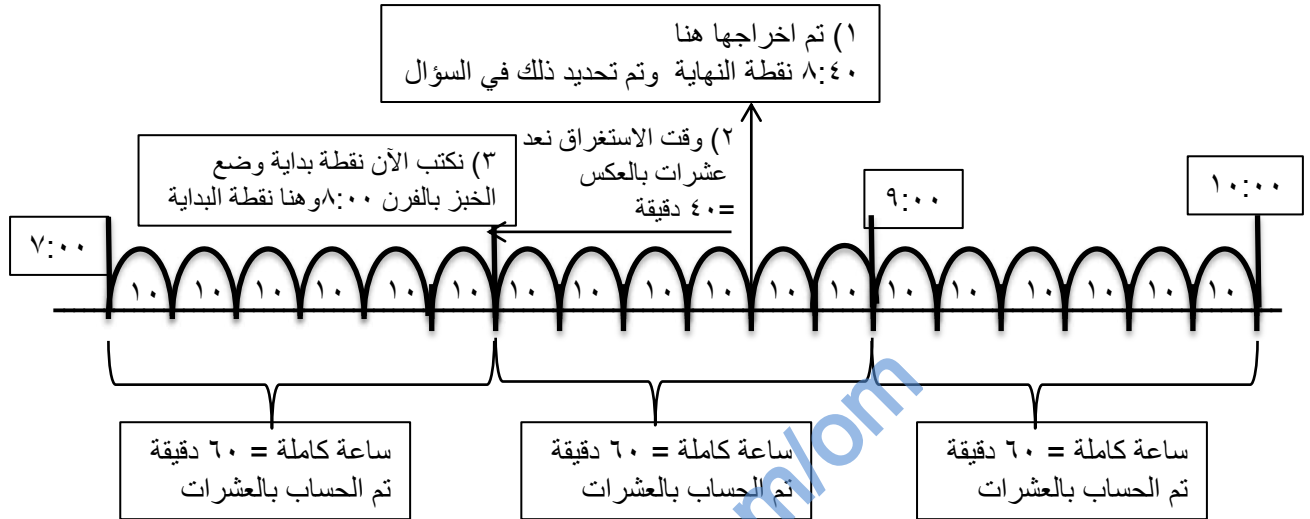 ١) تم اخراجها هنا
٨:٤٠ نقطة النهاية وتم تحديد ذلك في السؤال
٢) وقت الاستغراق نعد
عشرات بالعكس
=٤٠ دقيقة
٣) نكتب الآن نقطة بداية وضع
الخبز بالفرن ٨:٠٠وهنا نقطة البداية
٧:٠٠
٩:٠٠
١٠:٠٠
١٠ ١٠ ١٠ ١٠ ١٠ ١٠ ١٠ ١٠ ١٠ ١٠ ١٠ ١٠ ١٠ ١٠ ١٠ ١٠ ١٠ ١٠
ساعة كاملة = ٦٠ دقيقة
تم الحساب بالعشرات
ساعة كاملة = ٦٠ دقيقة
تم الحساب بالعشرات
ساعة كاملة = ٦٠ دقيقة
تم الحساب بالعشرات
m/om